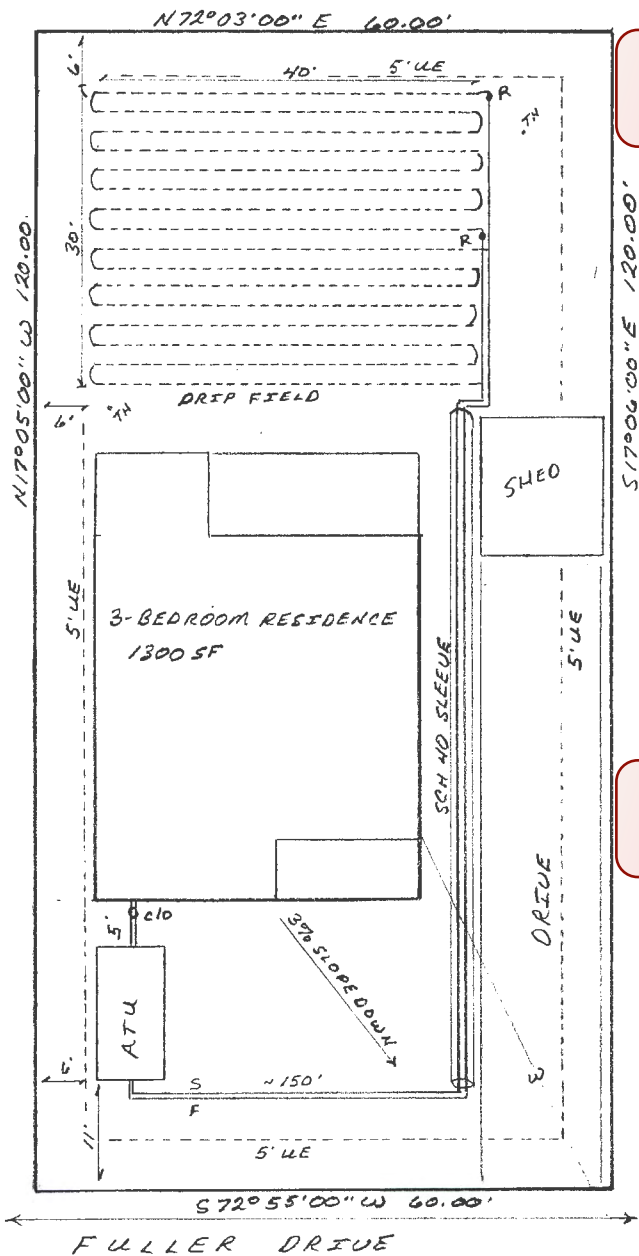 N72°03'00" E 60.00'
6'
40'
5' UE
R
TH
30'
R
N17°05'00" W 120.00'
S17°06'00" E 120.00'
DRIP FIELD
6'
TH
SHED
3-BEDROOM RESIDENCE
1300 SF
5' UE
5' UE
SCH 40 SLEEVE
DRIVE
c/o
5'
3% SLOPE DOWN
ATU
6'
S ~150'
F
11'
5' UE
S72°55'00" W 60.00'
FULLER DRIVE